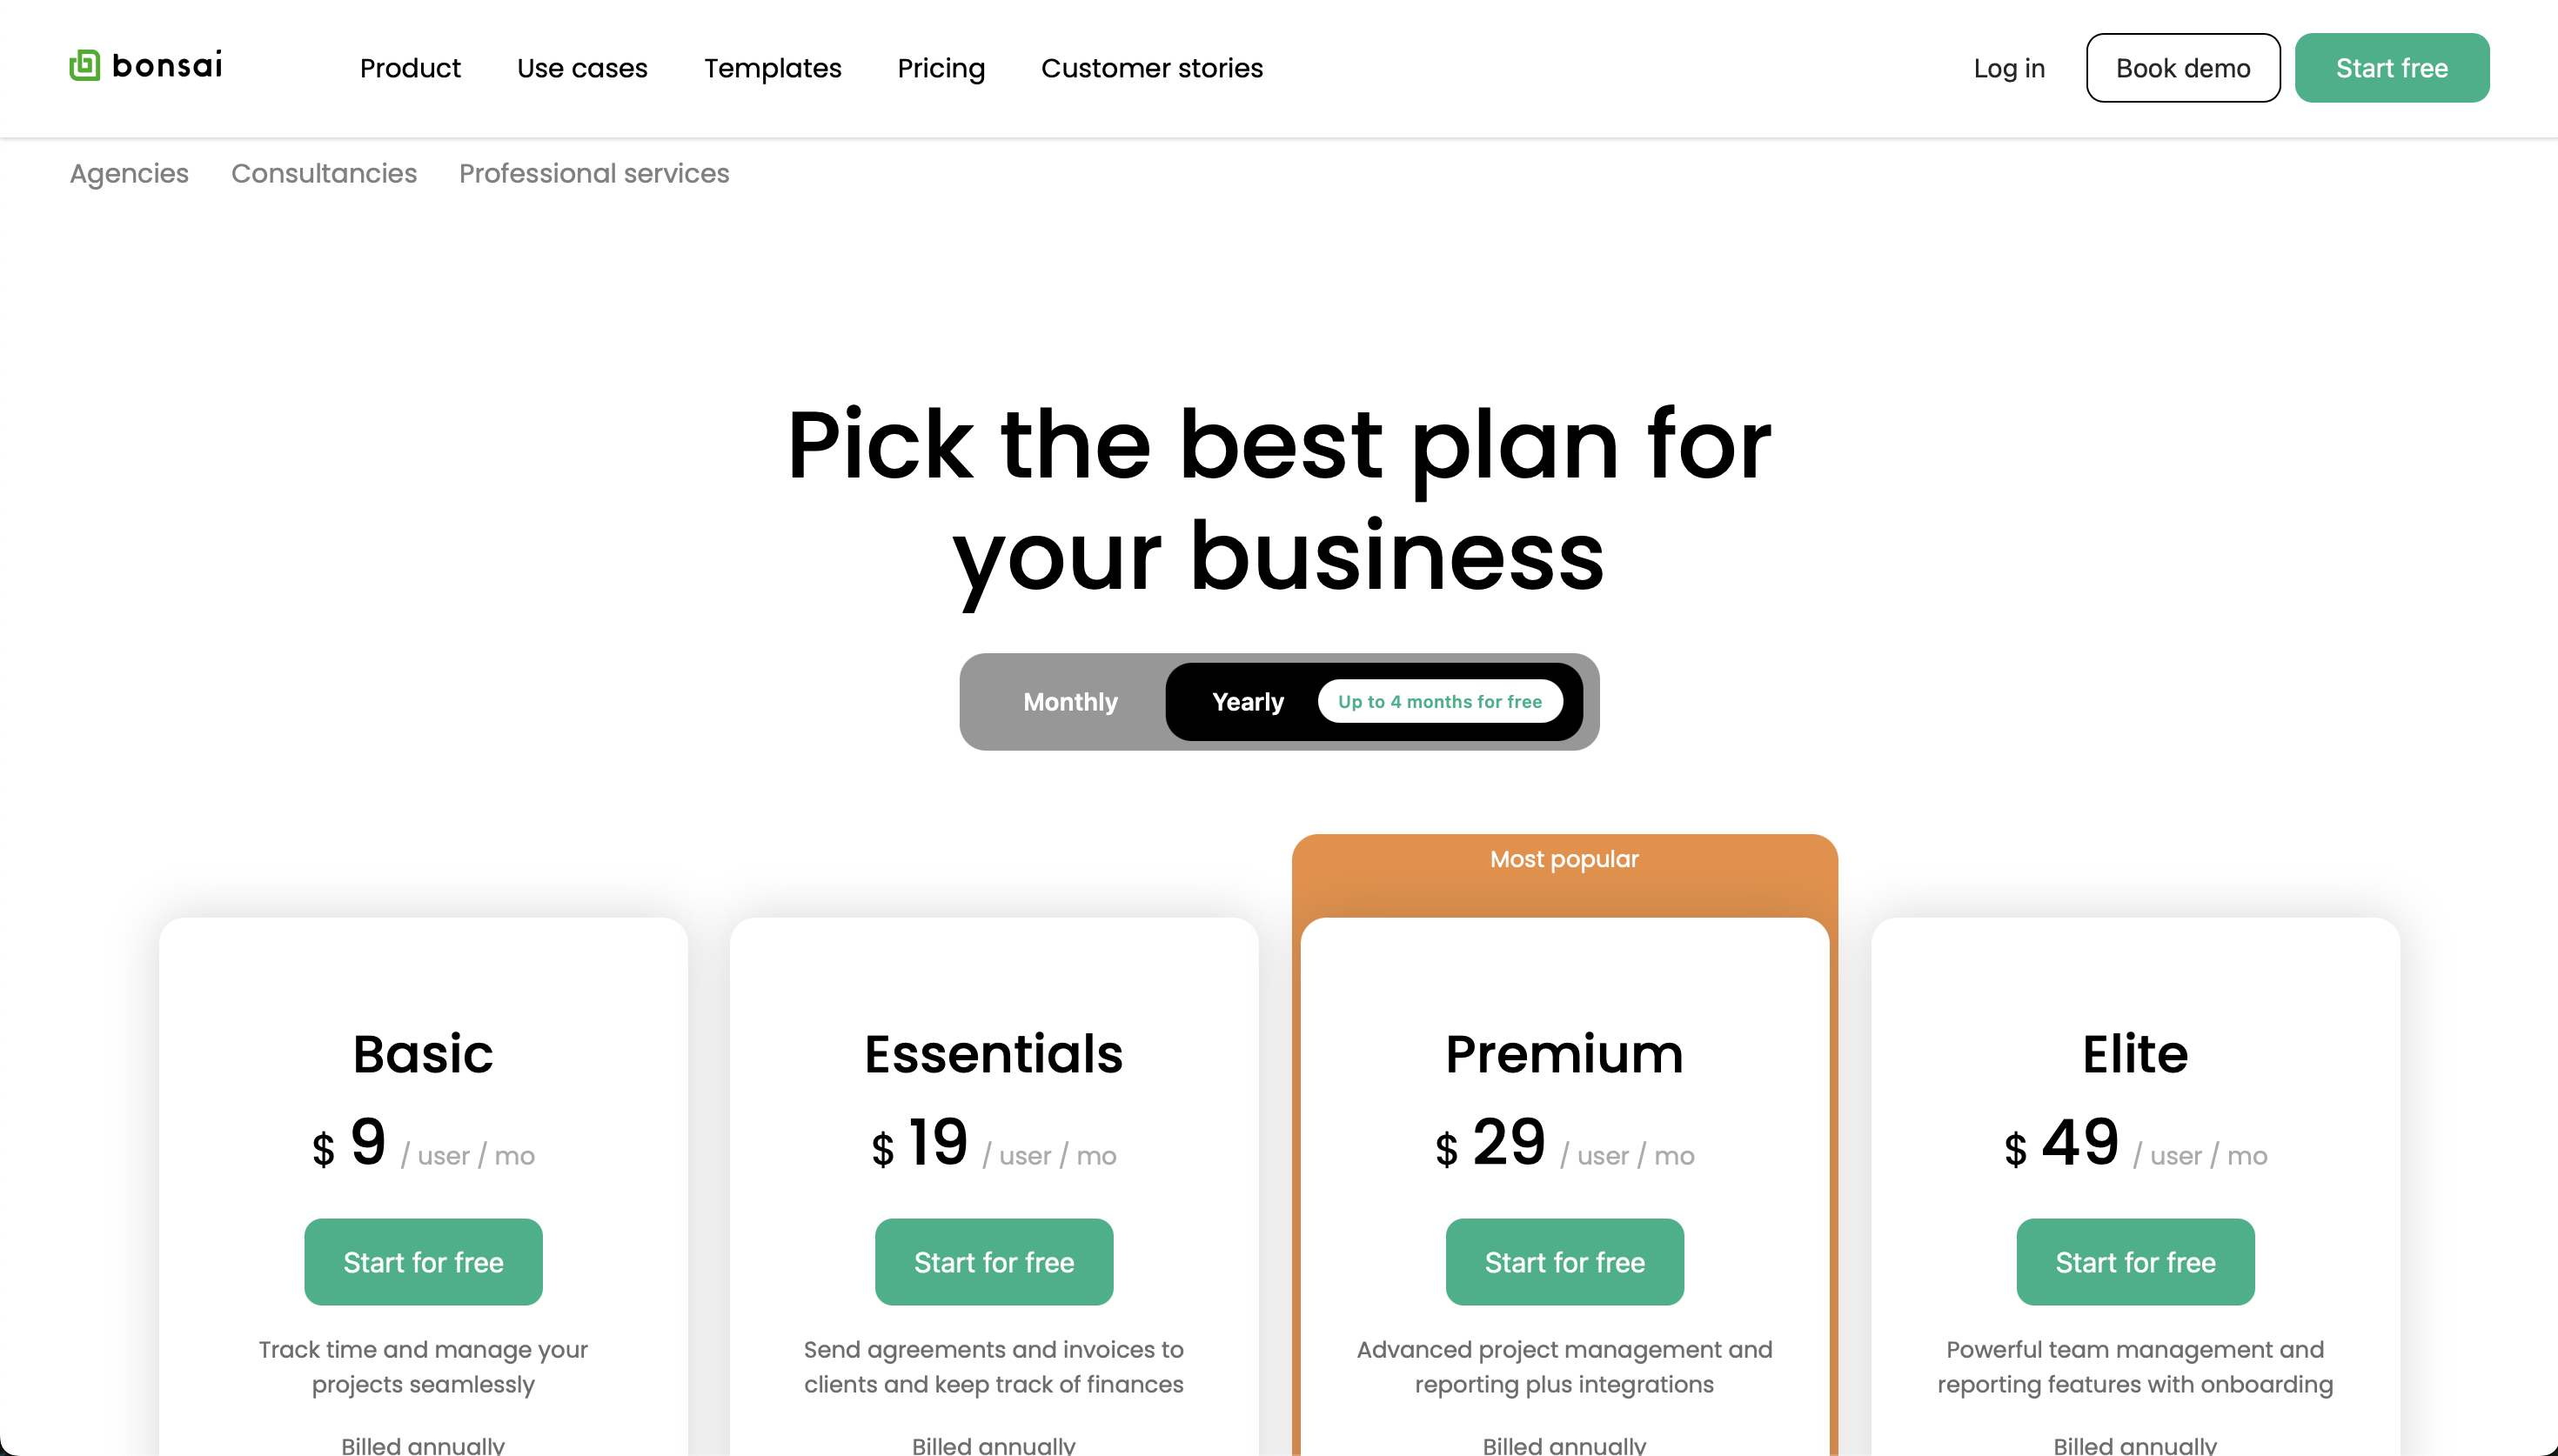 bonsai Product Use cases Templates Pricing Customer stories Log in Book demo Start free
Agencies Consultancies Professional services
Pick the best plan for
your business
Monthly Yearly Up to 4 months for free
Most popular
Basic
$ 9 / user / mo
Start for free
Track time and manage your
projects seamlessly
Billed annually
Essentials
$ 19 / user / mo
Start for free
Send agreements and invoices to
clients and keep track of finances
Billed annually
Premium
$ 29 / user / mo
Start for free
Advanced project management and
reporting plus integrations
Billed annually
Elite
$ 49 / user / mo
Start for free
Powerful team management and
reporting features with onboarding
Billed annually